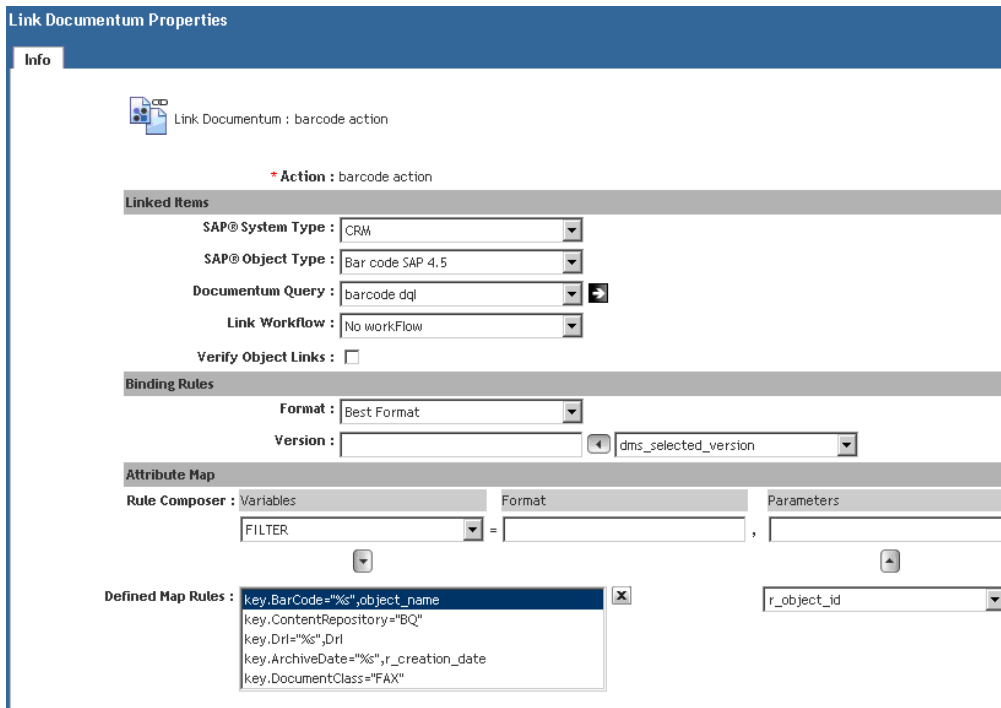 Link Documentum Properties
Info
Link Documentum : barcode action
* Action : barcode action
Linked Items
SAP® System Type : CRM
SAP® Object Type : Bar code SAP 4.5
Documentum Query : barcode dql
Link Workflow : No workFlow
Verify Object Links :
Binding Rules
Format : Best Format
Version : dms_selected_version
Attribute Map
Rule Composer : Variables Format Parameters
FILTER = ,
Defined Map Rules : key.BarCode="%s",object_name r_object_id
key.ContentRepository="BQ"
key.Drl="%s",Drl
key.ArchiveDate="%s",r_creation_date
key.DocumentClass="FAX"